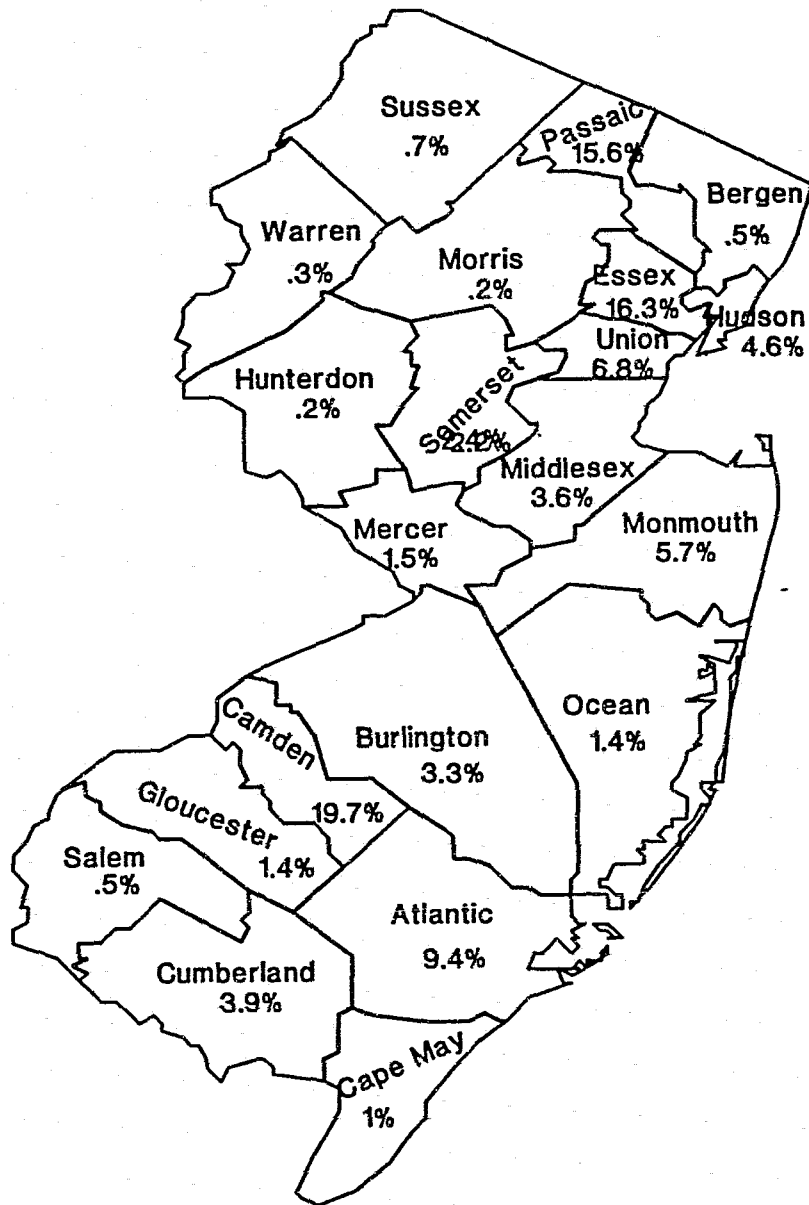 Sussex
.7%
Passaic
15.6%
Bergen
.5%
Warren
.3%
Morris
.2%
Essex
16.3%
Hudson
4.6%
Union
6.8%
Hunterdon
.2%
Somerset
Middlesex
3.6%
Mercer
1.5%
Monmouth
5.7%
Ocean
1.4%
Burlington
3.3%
Camden
19.7%
Gloucester
1.4%
Salem
.5%
Atlantic
9.4%
Cumberland
3.9%
Cape May
1%